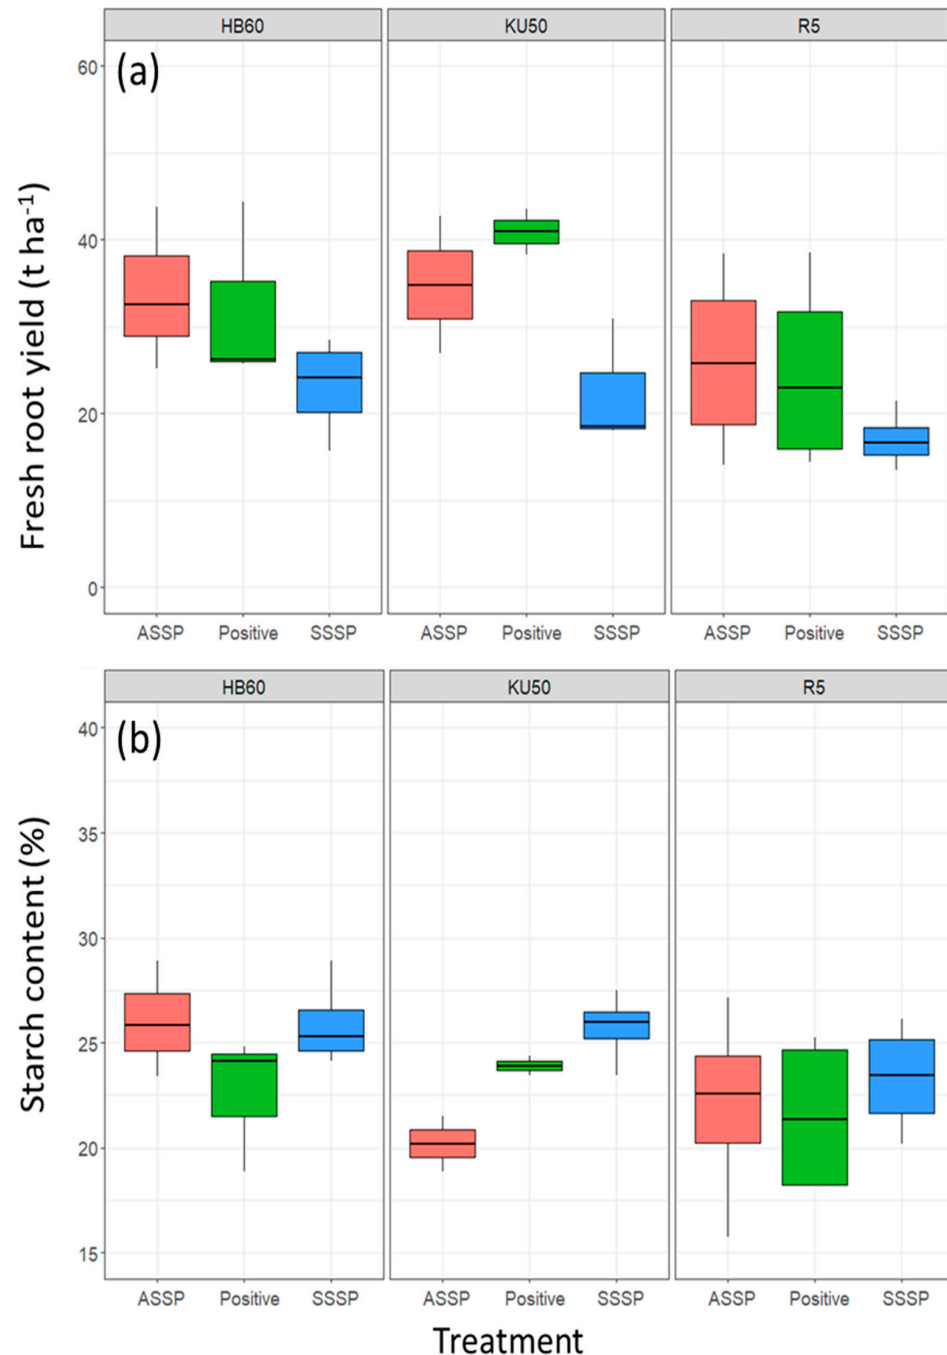 HB60 KU50 R5
(a)
Fresh root yield (t ha⁻¹)
60
40
20
0
ASSP Positive SSSP ASSP Positive SSSP ASSP Positive SSSP
HB60 KU50 R5
(b)
Starch content (%)
40
35
30
25
20
15
ASSP Positive SSSP ASSP Positive SSSP ASSP Positive SSSP
Treatment